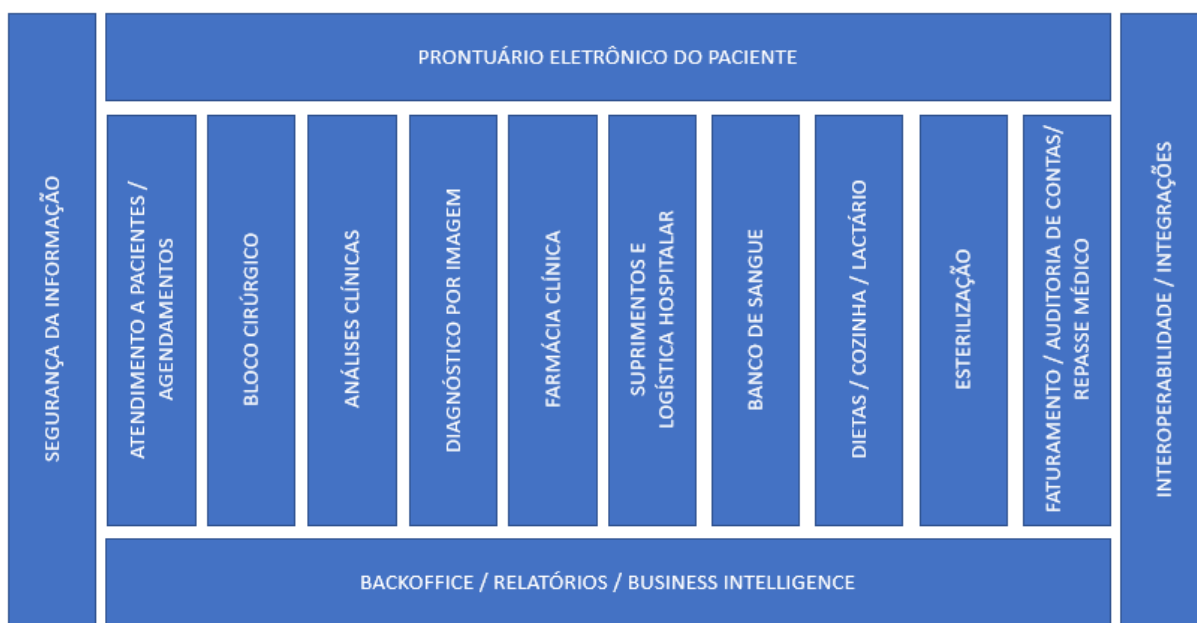 PRONTUÁRIO ELETRÔNICO DO PACIENTE
SEGURANÇA DA INFORMAÇÃO
ATENDIMENTO A PACIENTES /
AGENDAMENTOS
BLOCO CIRÚRGICO
ANÁLISES CLÍNICAS
DIAGNÓSTICO POR IMAGEM
FARMÁCIA CLÍNICA
SUPRIMENTOS E
LOGÍSTICA HOSPITALAR
BANCO DE SANGUE
DIETAS / COZINHA / LACTÁRIO
ESTERILIZAÇÃO
FATURAMENTO / AUDITORIA DE CONTAS/
REPASSE MÉDICO
INTEROPERABILIDADE / INTEGRAÇÕES
BACKOFFICE / RELATÓRIOS / BUSINESS INTELLIGENCE